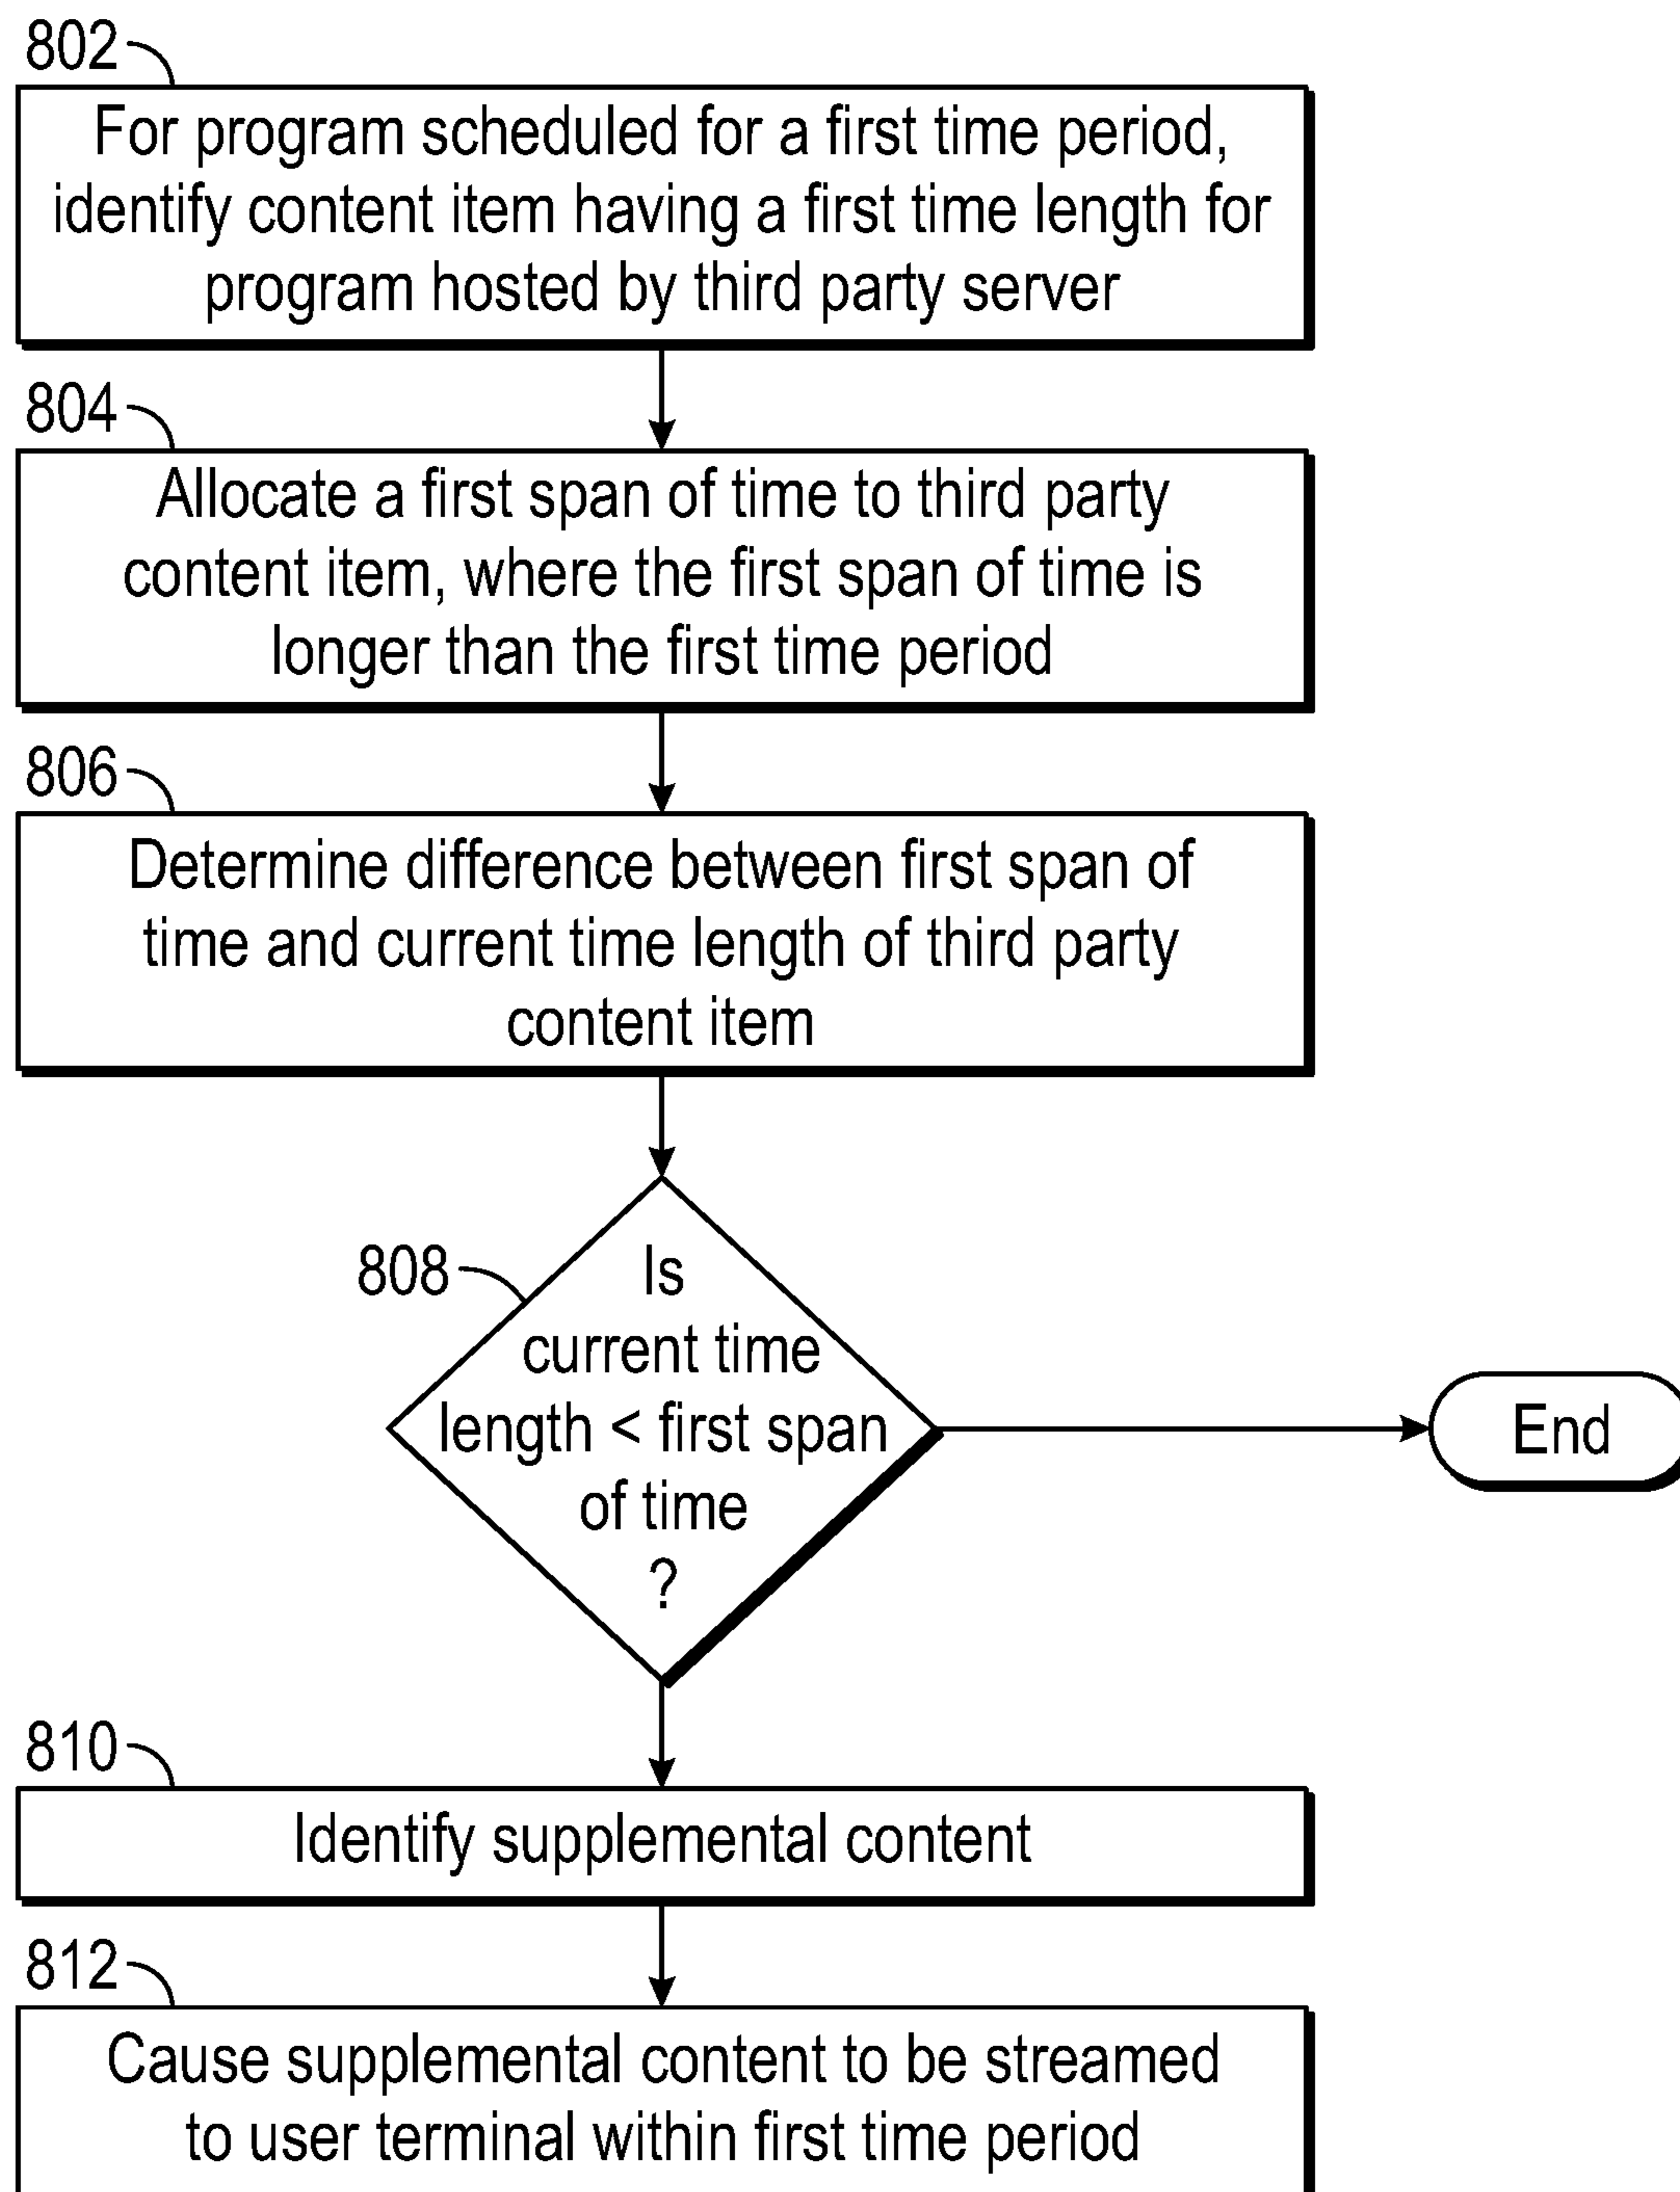 802
For program scheduled for a first time period,
identify content item having a first time length for
program hosted by third party server
804
Allocate a first span of time to third party
content item, where the first span of time is
longer than the first time period
806
Determine difference between first span of
time and current time length of third party
content item
808
Is
current time
length < first span
of time
?
End
810
Identify supplemental content
812
Cause supplemental content to be streamed
to user terminal within first time period